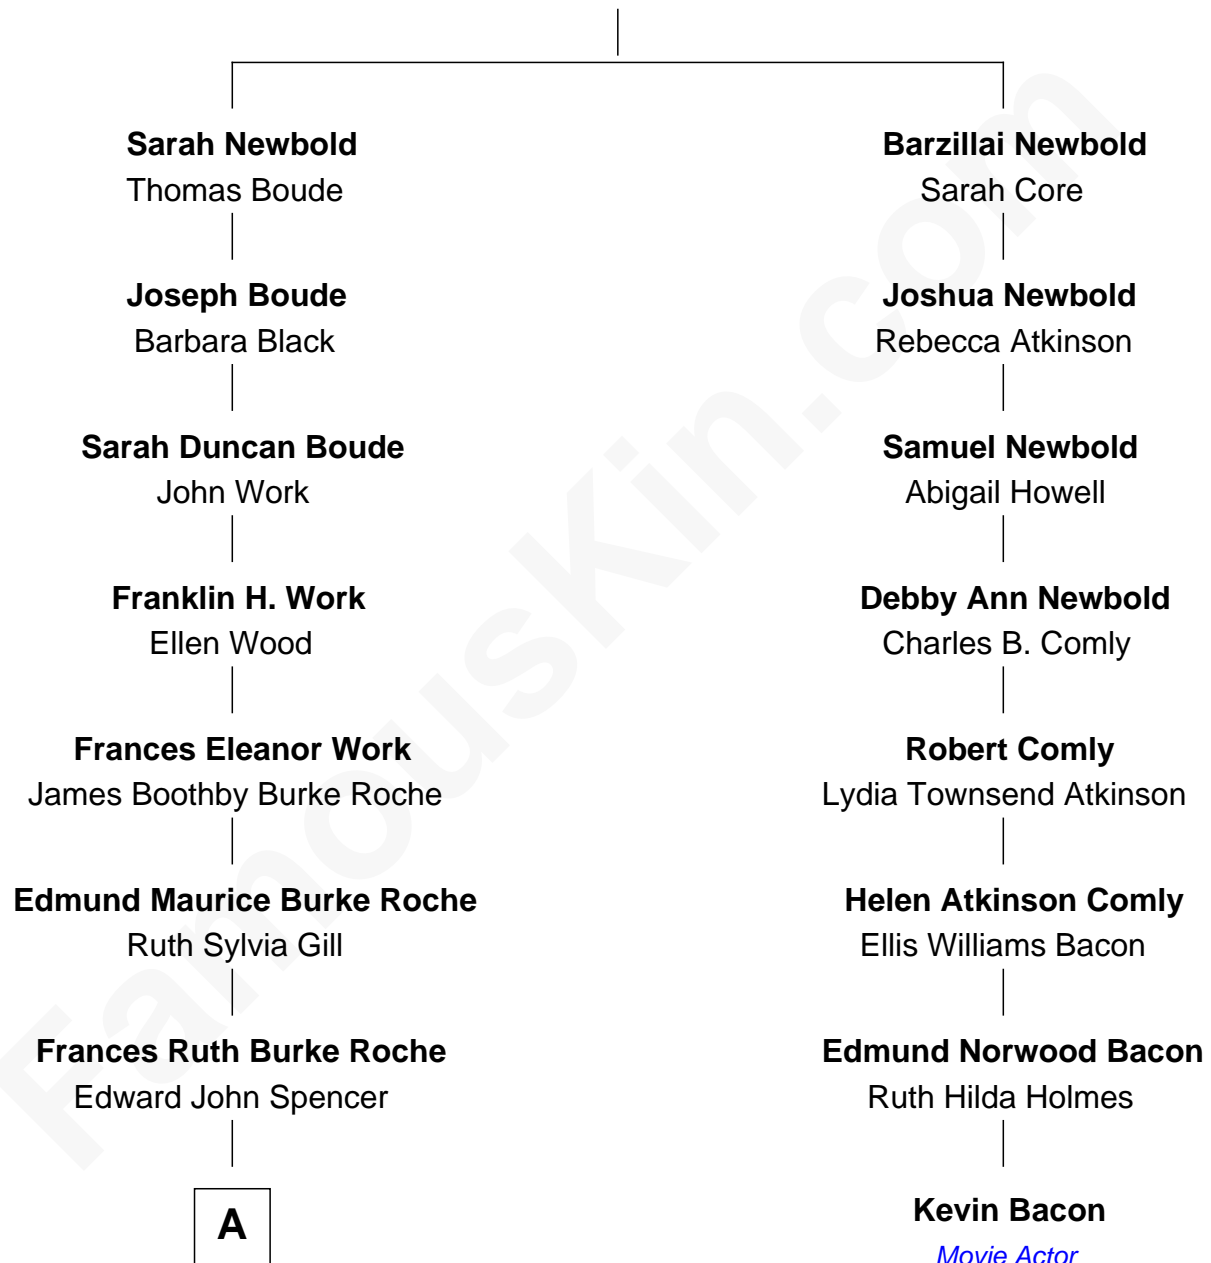 Sarah Newbold
Thomas Boude
Joseph Boude
Barbara Black
Sarah Duncan Boude
John Work
Franklin H. Work
Ellen Wood
Frances Eleanor Work
James Boothby Burke Roche
Edmund Maurice Burke Roche
Ruth Sylvia Gill
Frances Ruth Burke Roche
Edward John Spencer
A
Barzillai Newbold
Sarah Core
Joshua Newbold
Rebecca Atkinson
Samuel Newbold
Abigail Howell
Debby Ann Newbold
Charles B. Comly
Robert Comly
Lydia Townsend Atkinson
Helen Atkinson Comly
Ellis Williams Bacon
Edmund Norwood Bacon
Ruth Hilda Holmes
Kevin Bacon
Movie Actor
FamousKin.com